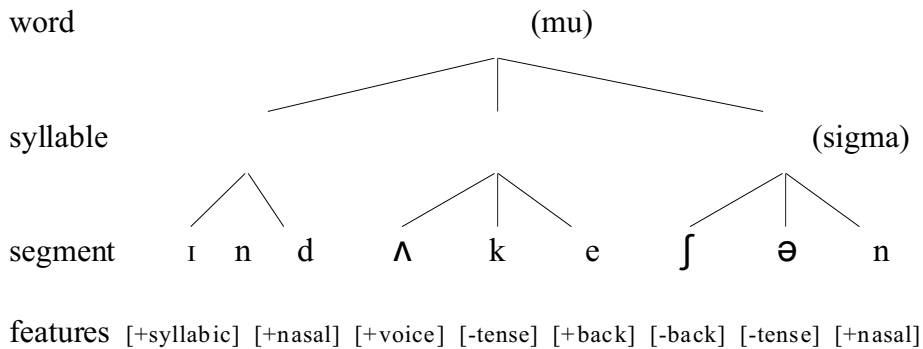 word (mu)
syllable (sigma)
segment ɪ n d ʌ k e ʃ ə n
features [+syllabic] [+nasal] [+voice] [-tense] [+back] [-back] [-tense] [+nasal]